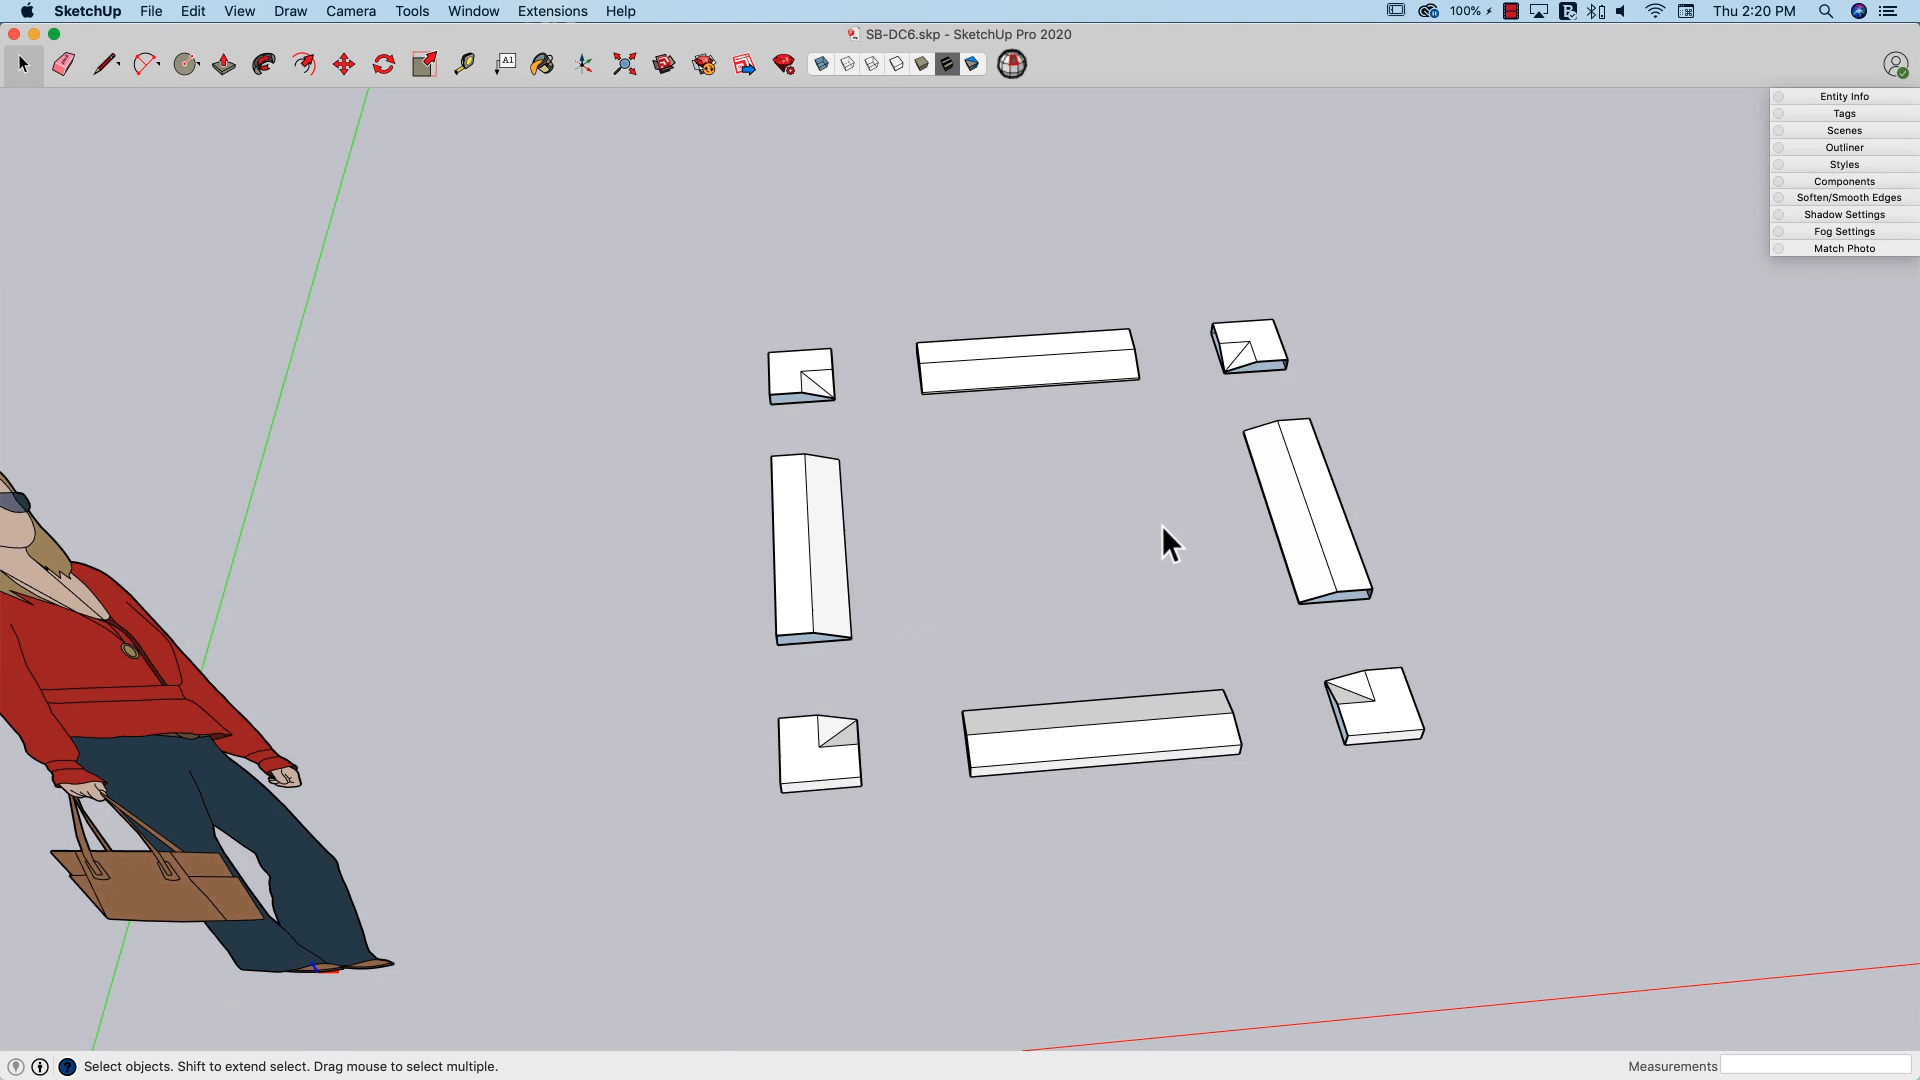 SketchUp File Edit View Draw Camera Tools Window Extensions Help
100% Thu 2:20 PM
SB-DC6.skp - SketchUp Pro 2020
A1
Entity Info
Tags
Scenes
Outliner
Styles
Components
Soften/Smooth Edges
Shadow Settings
Fog Settings
Match Photo
Select objects. Shift to extend select. Drag mouse to select multiple.
Measurements